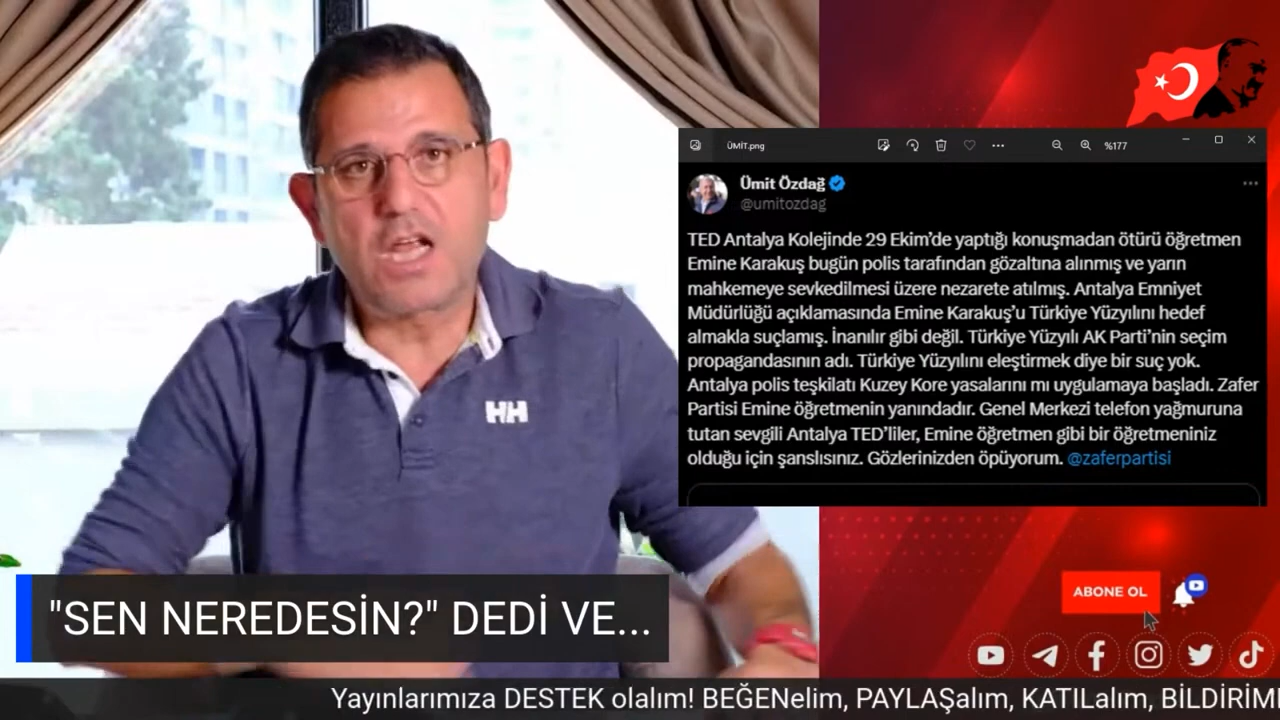 ÜMİT.png
%177
Ümit Özdağ
@umitozdag
TED Antalya Kolejinde 29 Ekim’de yaptığı konuşmadan ötürü öğretmen
Emine Karakuş bugün polis tarafından gözaltına alınmış ve yarın
mahkemeye sevkedilmesi üzere nezarete atılmış. Antalya Emniyet
Müdürlüğü açıklamasında Emine Karakuş’u Türkiye Yüzyılını hedef
almakla suçlamış. İnanılır gibi değil. Türkiye Yüzyılı AK Parti’nin seçim
propagandasının adı. Türkiye Yüzyılını eleştirmek diye bir suç yok.
Antalya polis teşkilatı Kuzey Kore yasalarını mı uygulamaya başladı. Zafer
Partisi Emine öğretmenin yanındadır. Genel Merkezi telefon yağmuruna
tutan sevgili Antalya TED’liler, Emine öğretmen gibi bir öğretmeniniz
olduğu için şanslısınız. Gözlerinizden öpüyorum. @zaferpartisi
HH
ABONE OL
"SEN NEREDESİN?" DEDİ VE...
Yayınlarımıza DESTEK olalım! BEĞENelim, PAYLAŞalım, KATILalım, BİLDİRİM